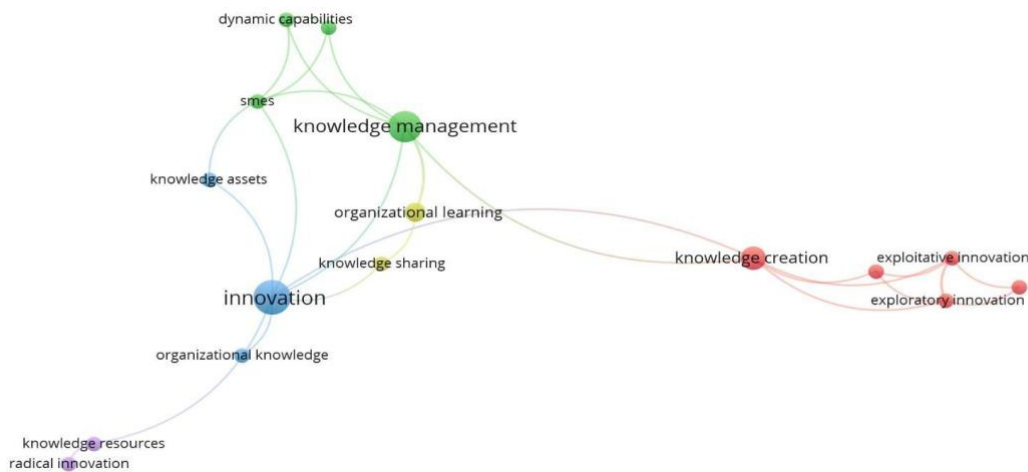 dynamic capabilities
smes
knowledge management
knowledge assets
organizational learning
knowledge sharing
knowledge creation
exploitative innovation
innovation
exploratory innovation
organizational knowledge
knowledge resources
radical innovation